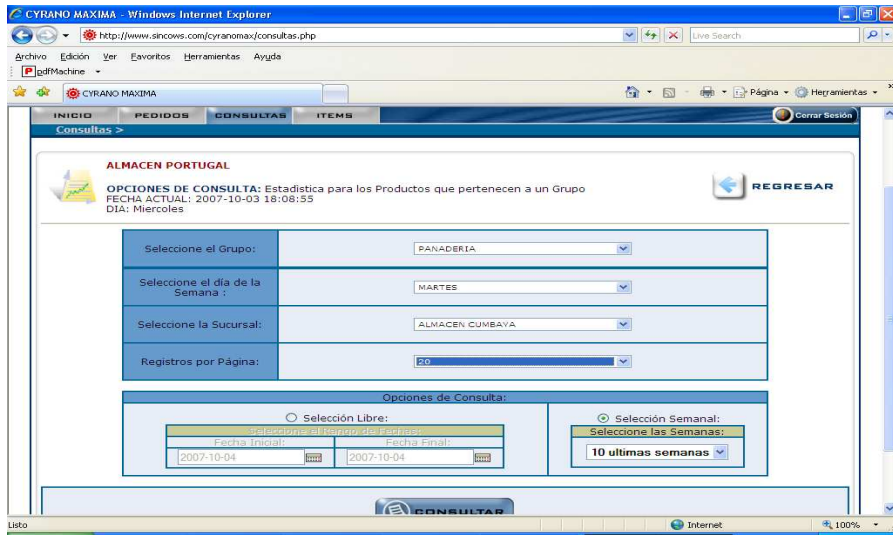 CYRANO MAXIMA - Windows Internet Explorer
http://www.sincows.com/cyranomax/consultas.php
Live Search
Archivo Edición Ver Favoritos Herramientas Ayuda
pdfMachine
CYRANO MAXIMA
Página Herramientas
INICIO PEDIDOS CONSULTAS ITEMS Cerrar Sesión
Consultas >
ALMACEN PORTUGAL
OPCIONES DE CONSULTA: Estadistica para los Productos que pertenecen a un Grupo
REGRESAR
FECHA ACTUAL: 2007-10-03 18:08:55
DIA: Miercoles
Seleccione el Grupo: PANADERIA
Seleccione el día de la
Semana : MARTES
Seleccione la Sucursal: ALMACEN CUMBAYA
Registros por Página: 20
Opciones de Consulta:
Selección Libre: Selección Semanal:
Seleccione el Rango de Fechas: Seleccione las Semanas:
Fecha Inicial: Fecha Final:
2007-10-04 2007-10-04 10 ultimas semanas
CONSULTAR
Listo Internet 100%